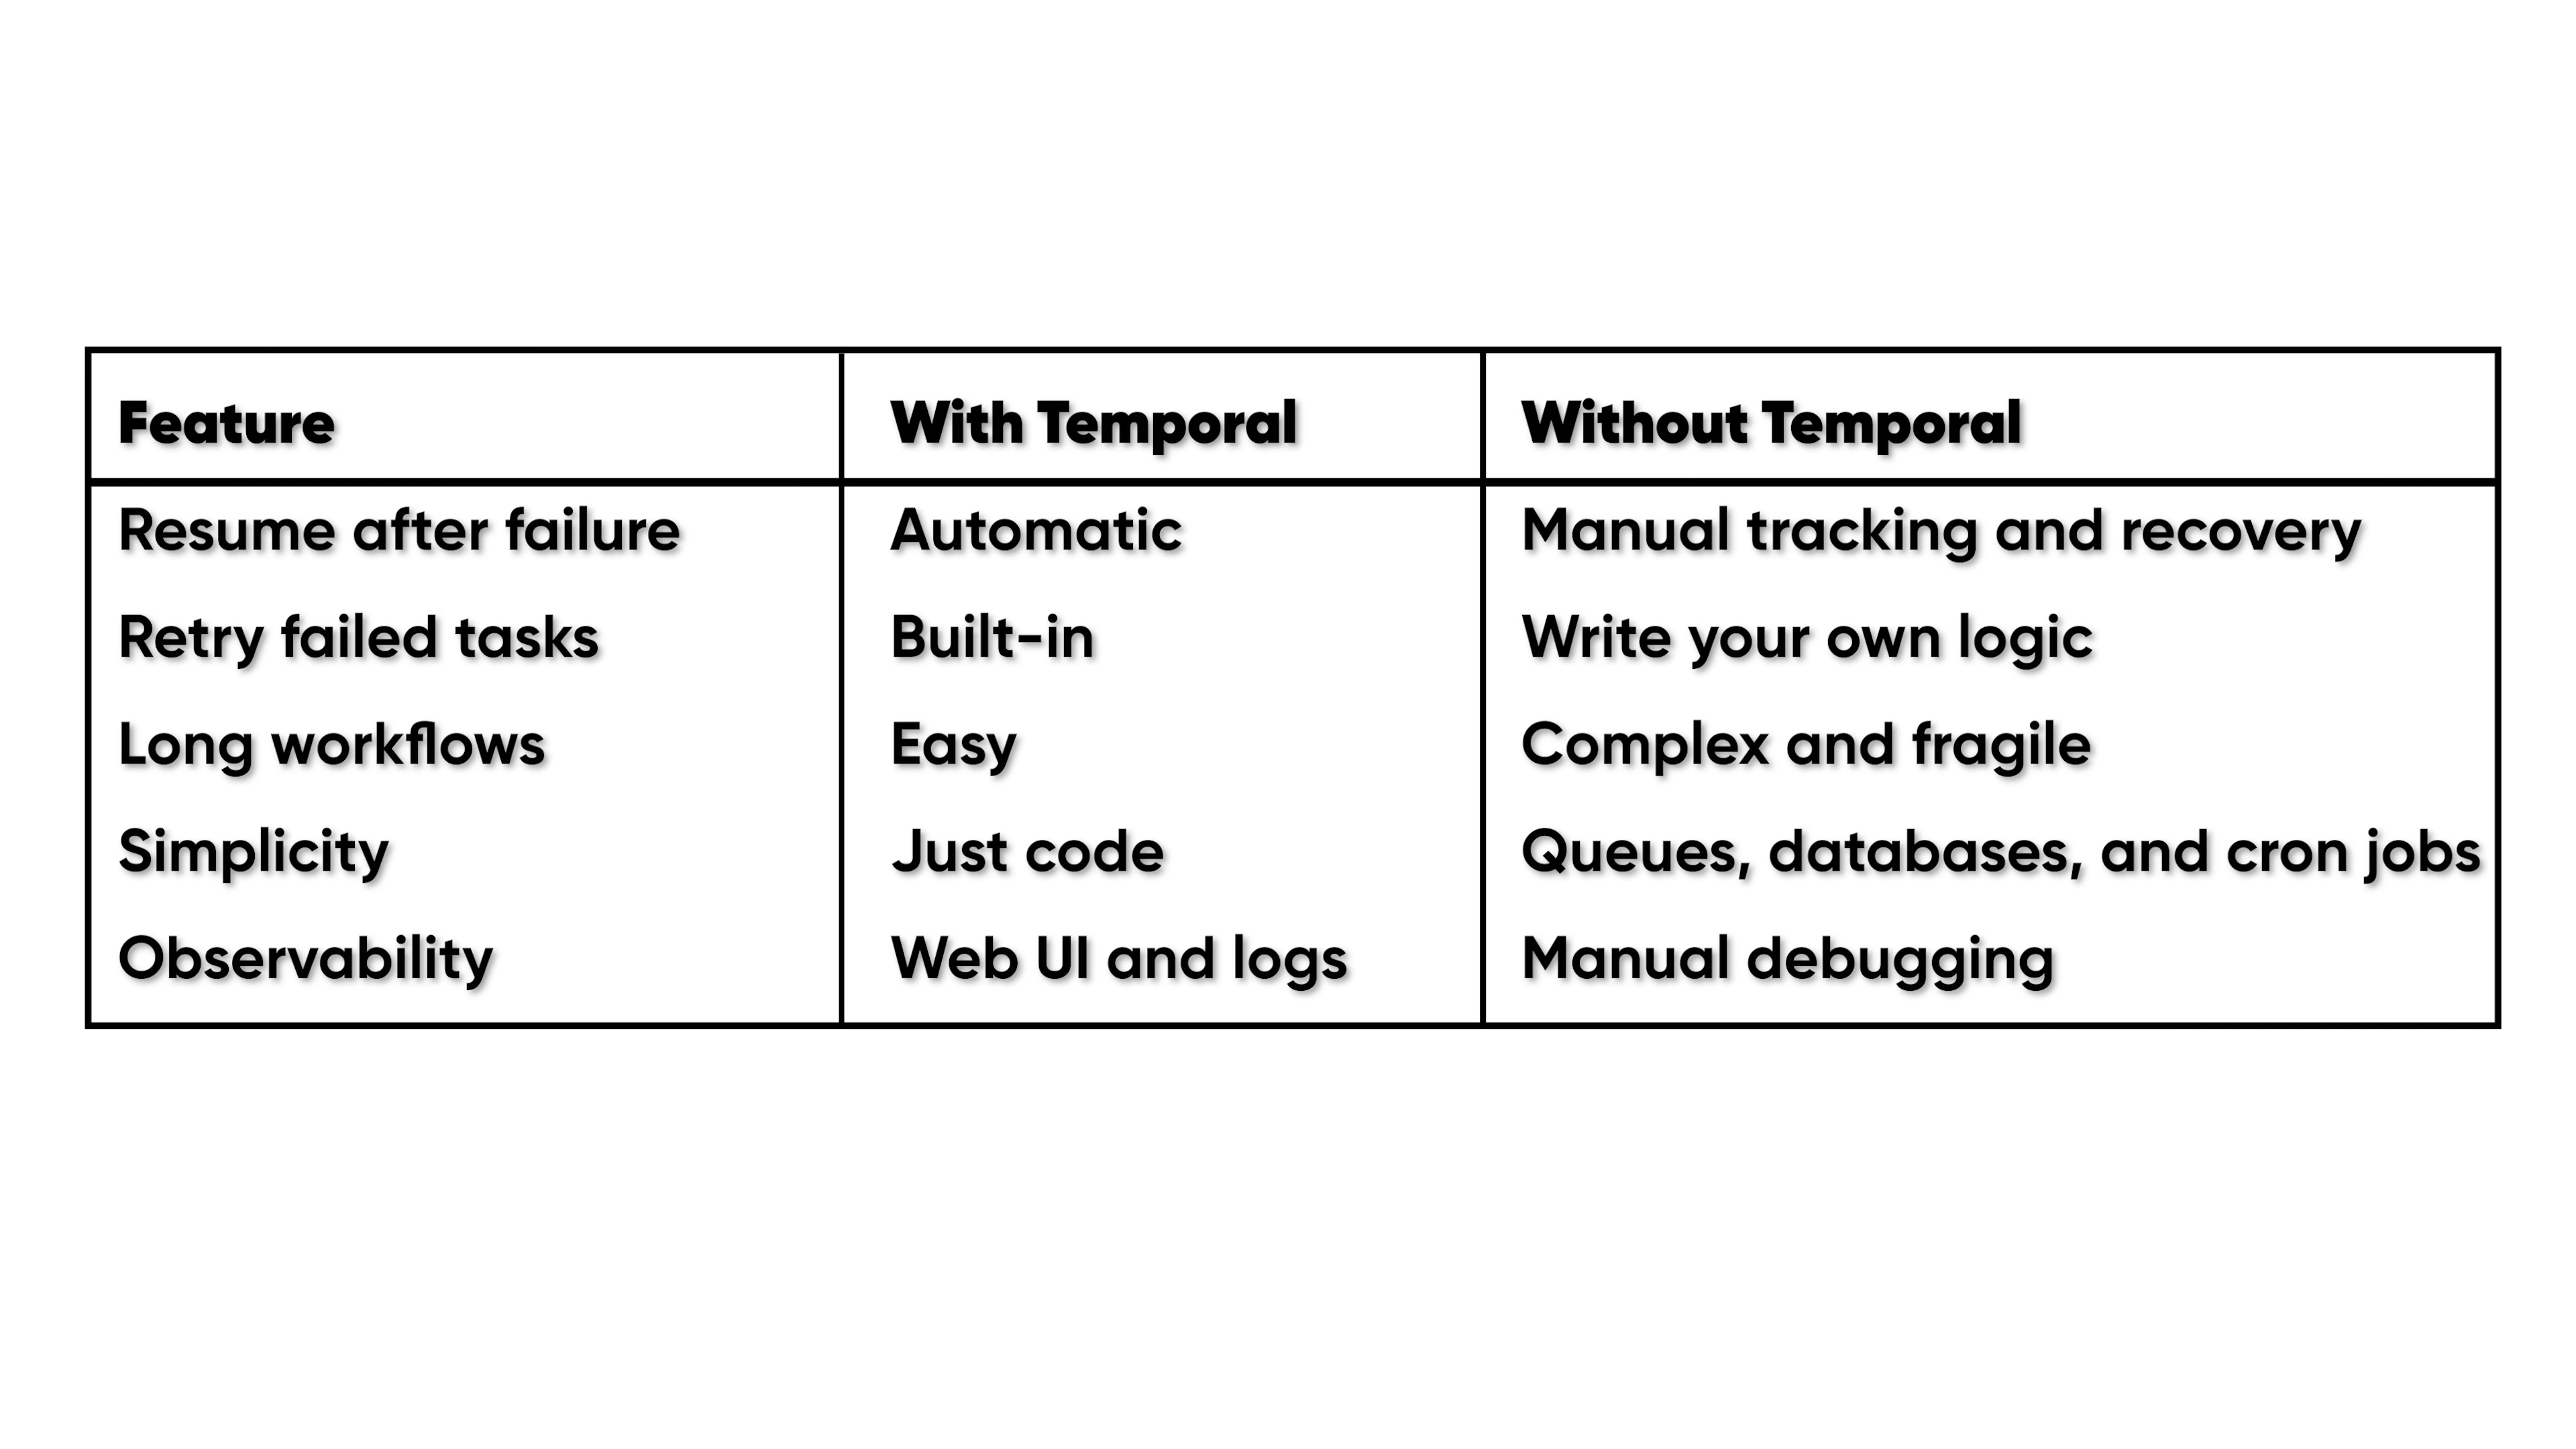 Feature With Temporal Without Temporal
Resume after failure Automatic Manual tracking and recovery
Retry failed tasks Built-in Write your own logic
Long workflows Easy Complex and fragile
Simplicity Just code Queues, databases, and cron jobs
Observability Web UI and logs Manual debugging